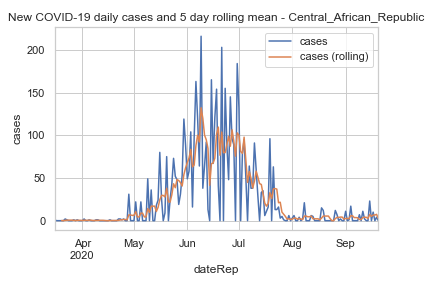 New COVID-19 daily cases and 5 day rolling mean - Central_African_Republic
cases
cases (rolling)
200
150
100
50
0
cases
Apr
2020
May
Jun
Jul
Aug
Sep
dateRep